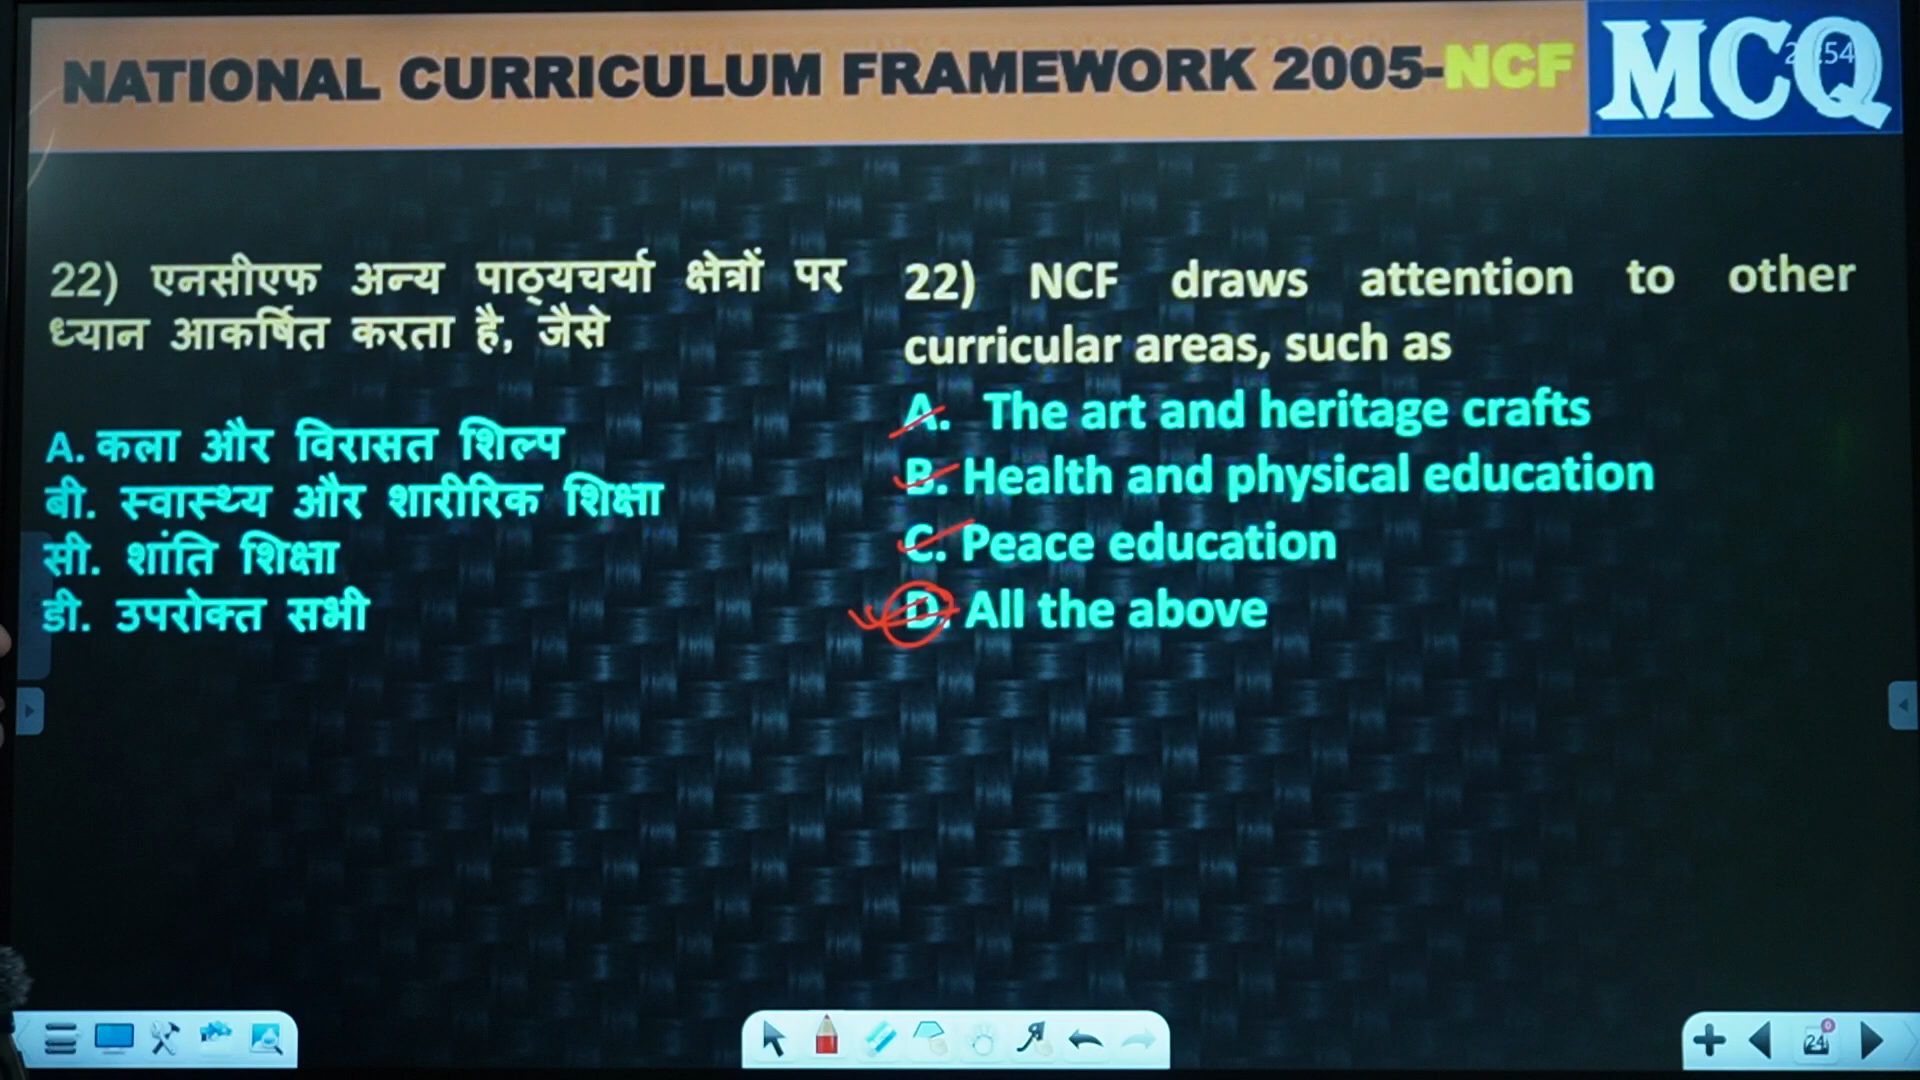 NATIONAL CURRICULUM FRAMEWORK 2005-NCF
MCQ
22) एनसीएफ अन्य पाठ्यचर्या क्षेत्रों पर
ध्यान आकर्षित करता है, जैसे
A. कला और विरासत शिल्प
बी. स्वास्थ्य और शारीरिक शिक्षा
सी. शांति शिक्षा
डी. उपरोक्त सभी
22) NCF draws attention to other
curricular areas, such as
A. The art and heritage crafts
B. Health and physical education
C. Peace education
D. All the above
24
0